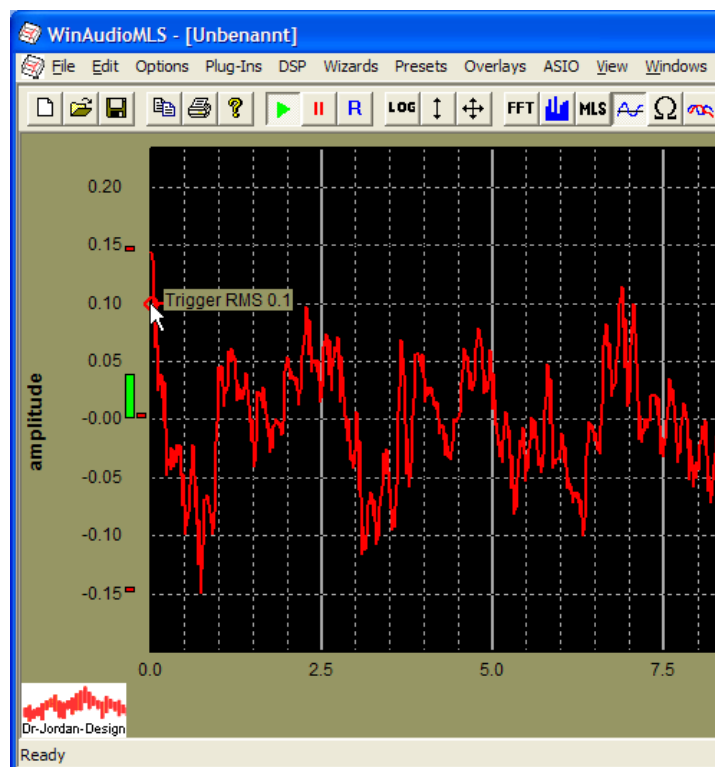 WinAudioMLS - [Unbenannt]
File Edit Options Plug-Ins DSP Wizards Presets Overlays ASIO View Windows
R LOG FFT MLS Ω
0.20
0.15
Trigger RMS 0.1
0.10
0.05
-0.00
-0.05
-0.10
-0.15
amplitude
0.0 2.5 5.0 7.5
Dr-Jordan-Design
Ready